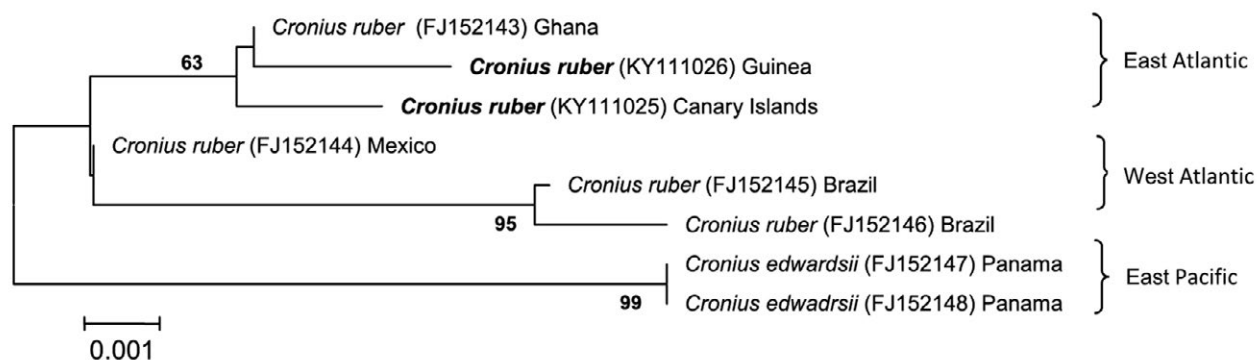 Cronius ruber (FJ152143) Ghana
63
Cronius ruber (KY111026) Guinea
East Atlantic
Cronius ruber (KY111025) Canary Islands
Cronius ruber (FJ152144) Mexico
Cronius ruber (FJ152145) Brazil
West Atlantic
95
Cronius ruber (FJ152146) Brazil
Cronius edwardsii (FJ152147) Panama
East Pacific
99
Cronius edwadrsii (FJ152148) Panama
0.001